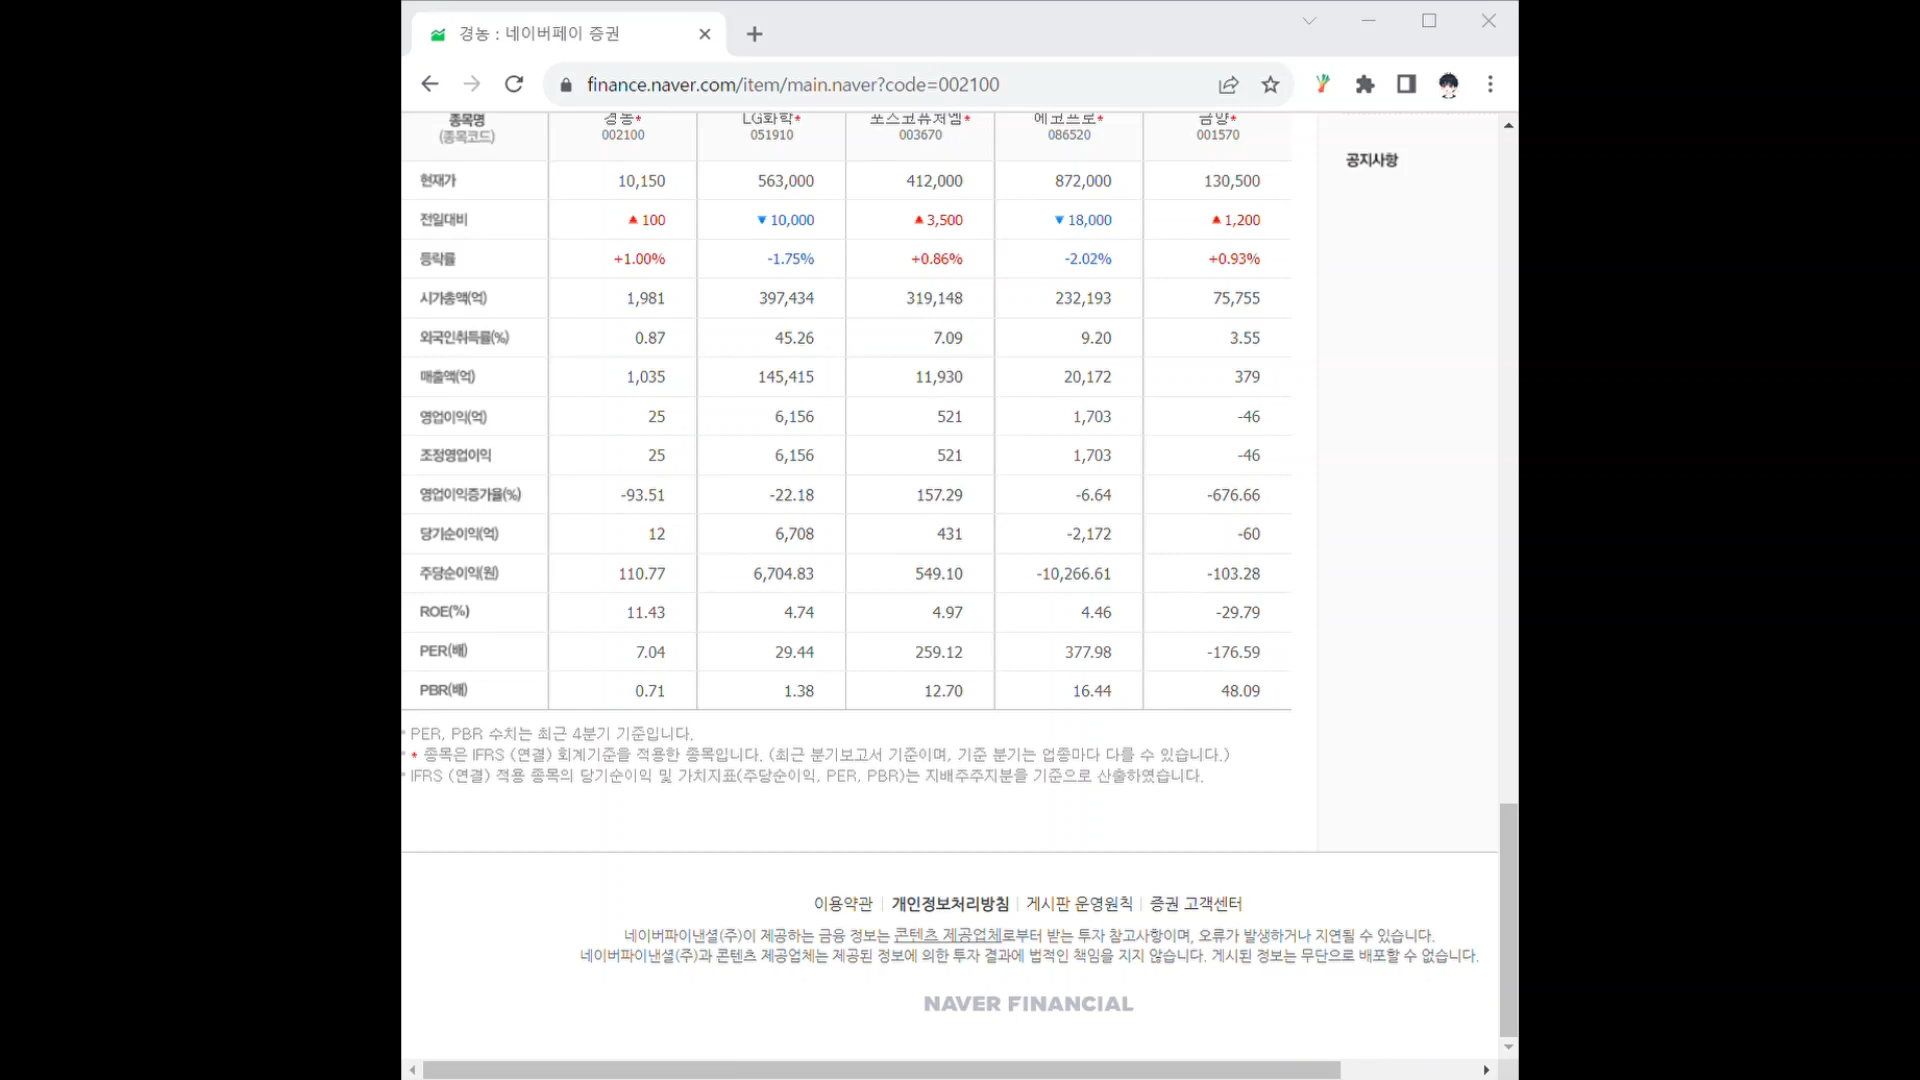 경농 : 네이버페이 증권
finance.naver.com/item/main.naver?code=002100
종목명 경농* LG화학* 포스코퓨처엠* 에코프로* 금양*
(종목코드) 002100 051910 003670 086520 001570
현재가 10,150 563,000 412,000 872,000 130,500
전일대비 ▲100 ▼10,000 ▲3,500 ▼18,000 ▲1,200
등락률 +1.00% -1.75% +0.86% -2.02% +0.93%
시가총액(억) 1,981 397,434 319,148 232,193 75,755
외국인취득률(%) 0.87 45.26 7.09 9.20 3.55
매출액(억) 1,035 145,415 11,930 20,172 379
영업이익(억) 25 6,156 521 1,703 -46
조정영업이익 25 6,156 521 1,703 -46
영업이익증가율(%) -93.51 -22.18 157.29 -6.64 -676.66
당기순이익(억) 12 6,708 431 -2,172 -60
주당순이익(원) 110.77 6,704.83 549.10 -10,266.61 -103.28
ROE(%) 11.43 4.74 4.97 4.46 -29.79
PER(배) 7.04 29.44 259.12 377.98 -176.59
PBR(배) 0.71 1.38 12.70 16.44 48.09
* PER, PBR 수치는 최근 4분기 기준입니다.
* * 종목은 IFRS (연결) 회계기준을 적용한 종목입니다. (최근 분기보고서 기준이며, 기준 분기는 업종마다 다를 수 있습니다.)
* IFRS (연결) 적용 종목의 당기순이익 및 가치지표(주당순이익, PER, PBR)는 지배주주지분을 기준으로 산출하였습니다.
공지사항
이용약관 | 개인정보처리방침 | 게시판 운영원칙 | 증권 고객센터
네이버파이낸셜(주)이 제공하는 금융 정보는 콘텐츠 제공업체로부터 받는 투자 참고사항이며, 오류가 발생하거나 지연될 수 있습니다.
네이버파이낸셜(주)과 콘텐츠 제공업체는 제공된 정보에 의한 투자 결과에 법적인 책임을 지지 않습니다. 게시된 정보는 무단으로 배포할 수 없습니다.
NAVER FINANCIAL